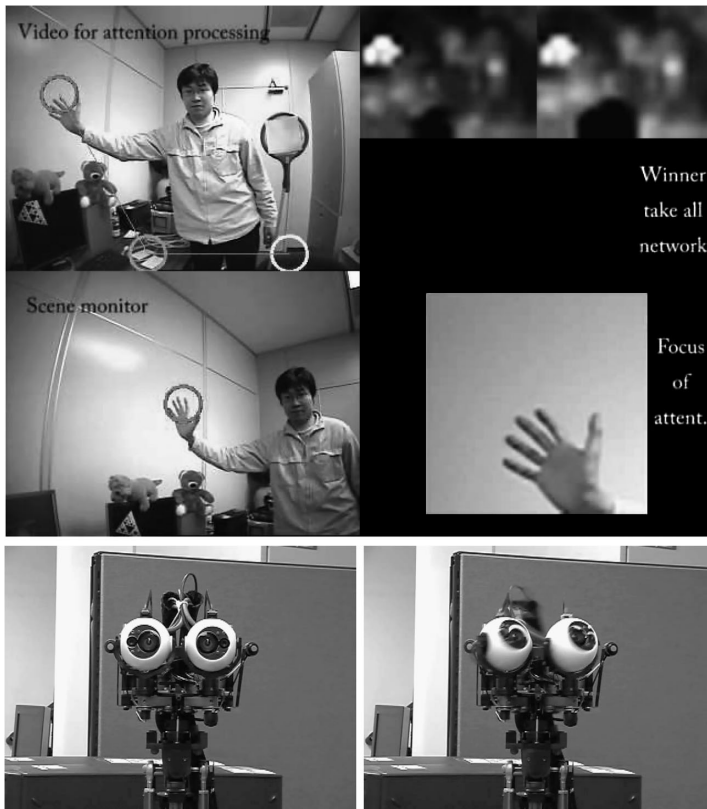 Video for attention processing
Winner
take all
network
Scene monitor
Focus
of
attent.